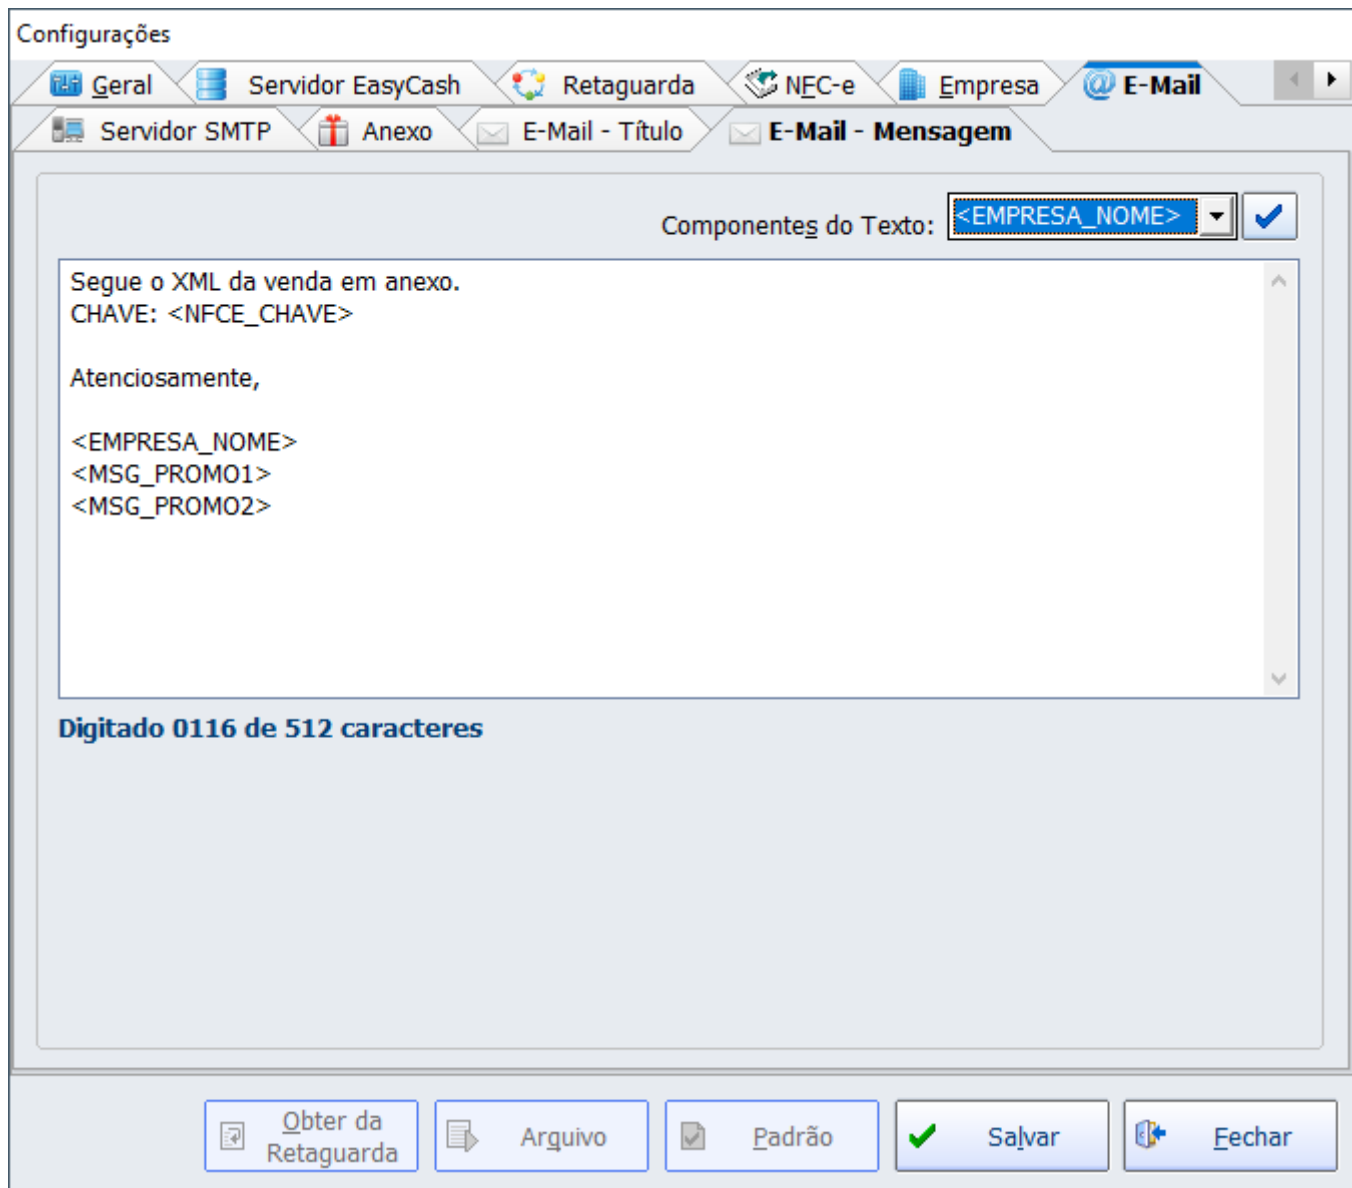 Configurações
Geral Servidor EasyCash Retaguarda NFC-e Empresa @ E-Mail
Servidor SMTP Anexo E-Mail - Título E-Mail - Mensagem
Componentes do Texto: <EMPRESA_NOME>
Segue o XML da venda em anexo.
CHAVE: <NFCE_CHAVE>
Atenciosamente,
<EMPRESA_NOME>
<MSG_PROMO1>
<MSG_PROMO2>
Digitado 0116 de 512 caracteres
Obter da
Retaguarda
Arquivo
Padrão
Salvar
Fechar